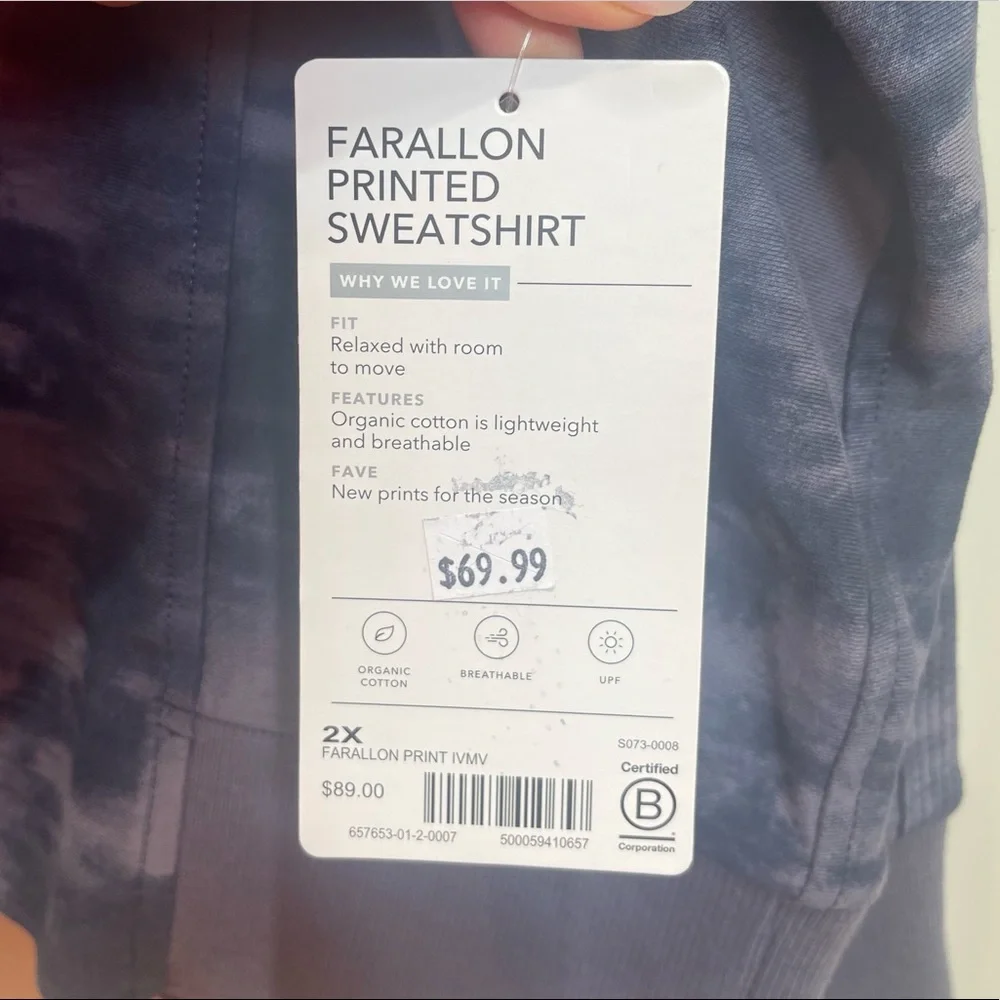 FARALLON
PRINTED
SWEATSHIRT
WHY WE LOVE IT
FIT
Relaxed with room
to move
FEATURES
Organic cotton is lightweight
and breathable
FAVE
New prints for the season
$69.99
ORGANIC
COTTON
BREATHABLE
UPF
2X
FARALLON PRINT IVMV
$89.00
657653-01-2-0007
500059410657
S073-0008
Certified
B
Corporation